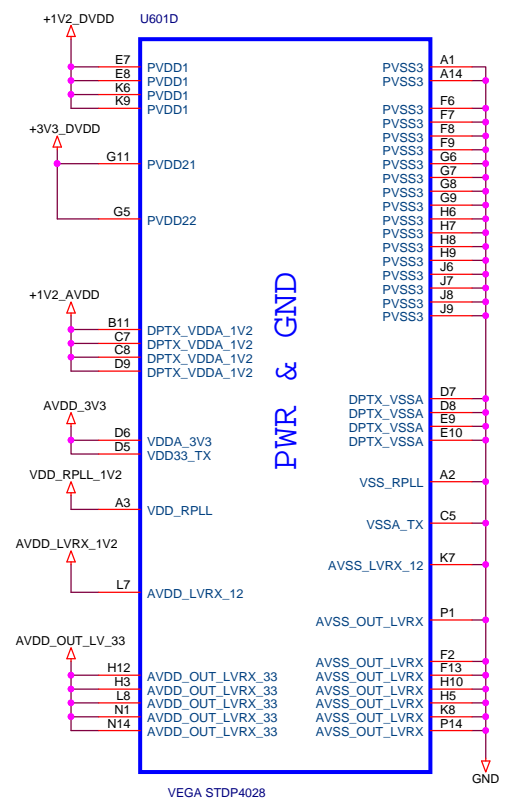 +1V2_DVDD U601D
E7 PVDD1 PVSS3 A1
E8 PVDD1 PVSS3 A14
K6 PVDD1
K9 PVDD1 PVSS3 F6
PVSS3 F7
+3V3_DVDD PVSS3 F8
PVSS3 F9
G11 PVDD21 PVSS3 G6
PVSS3 G7
PVSS3 G8
PVSS3 G9
G5 PVDD22 PVSS3 H6
PVSS3 H7
PVSS3 H8
PVSS3 H9
PVSS3 J6
PVSS3 J7
+1V2_AVDD PVSS3 J8
PVSS3 J9
B11 DPTX_VDDA_1V2
C7 DPTX_VDDA_1V2
C8 DPTX_VDDA_1V2
D9 DPTX_VDDA_1V2
PWR & GND
DPTX_VSSA D7
AVDD_3V3 DPTX_VSSA D8
DPTX_VSSA E9
D6 VDDA_3V3 DPTX_VSSA E10
D5 VDD33_TX
VDD_RPLL_1V2 VSS_RPLL A2
A3 VDD_RPLL
VSSA_TX C5
AVDD_LVRX_1V2
AVSS_LVRX_12 K7
L7 AVDD_LVRX_12
AVSS_OUT_LVRX P1
AVDD_OUT_LV_33
AVSS_OUT_LVRX F2
H12 AVDD_OUT_LVRX_33 AVSS_OUT_LVRX F13
H3 AVDD_OUT_LVRX_33 AVSS_OUT_LVRX H10
L8 AVDD_OUT_LVRX_33 AVSS_OUT_LVRX H5
N1 AVDD_OUT_LVRX_33 AVSS_OUT_LVRX K8
N14 AVDD_OUT_LVRX_33 AVSS_OUT_LVRX P14
GND
VEGA STDP4028